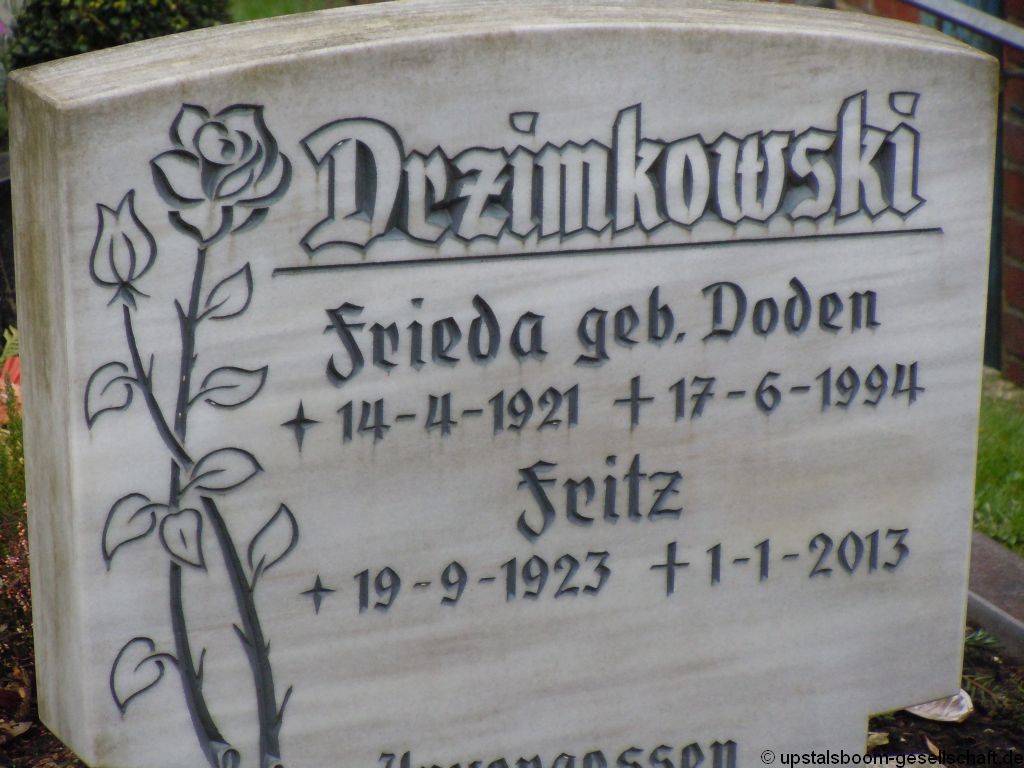 Drzimkowski
Frieda geb. Doden
14-4-1921 † 17-6-1994
Fritz
19-9-1923 † 1-1-2013
Unvergessen
© upstalsboom-gesellschaft.de